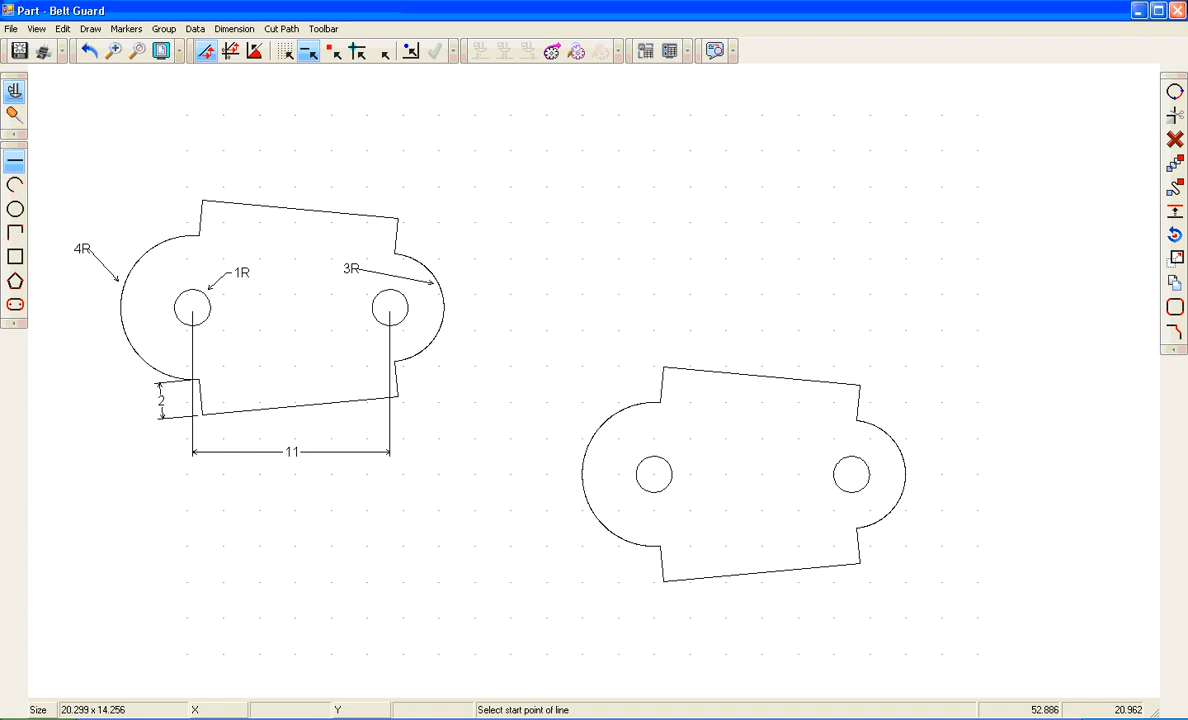 Part - Belt Guard
File View Edit Draw Markers Group Data Dimension Cut Path Toolbar
4R
1R
3R
2
11
Size 20.299 x 14.256 X Y Select start point of line 52.886 20.962